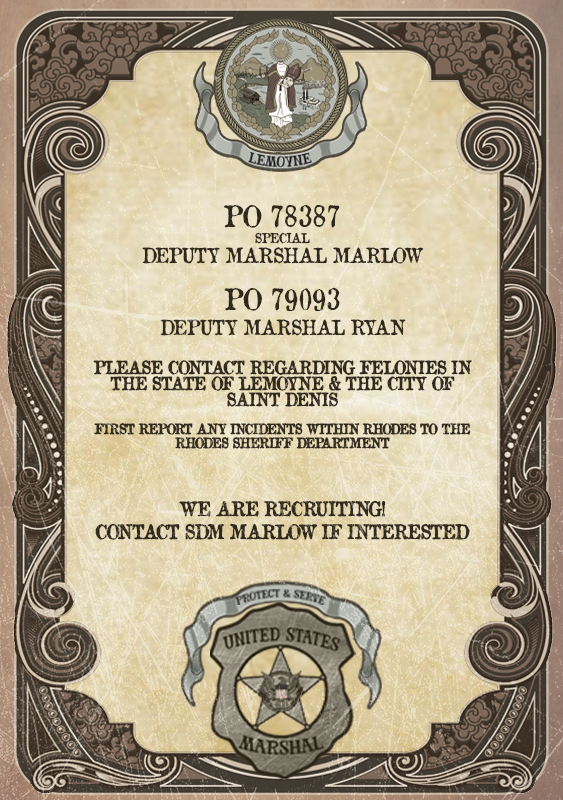 LEMOYNE
PO 78387
SPECIAL
DEPUTY MARSHAL MARLOW
PO 79093
DEPUTY MARSHAL RYAN
PLEASE CONTACT REGARDING FELONIES IN
THE STATE OF LEMOYNE & THE CITY OF
SAINT DENIS
FIRST REPORT ANY INCIDENTS WITHIN RHODES TO THE
RHODES SHERIFF DEPARTMENT
WE ARE RECRUITING!
CONTACT SDM MARLOW IF INTERESTED
PROTECT & SERVE
UNITED STATES
MARSHAL